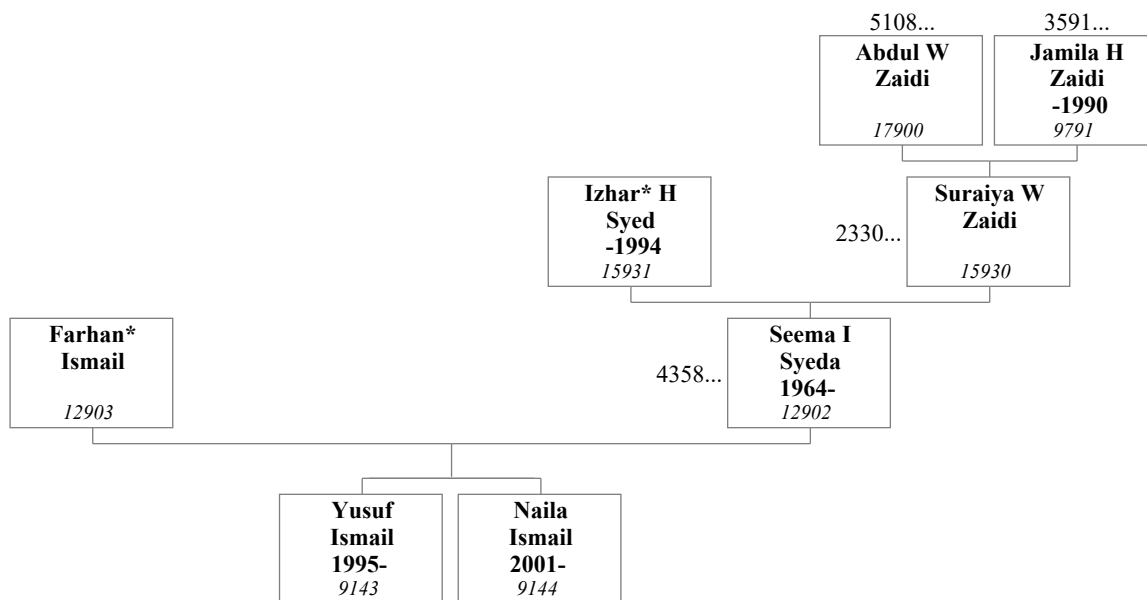 5108...
3591...
Abdul W
Zaidi
17900
Jamila H
Zaidi
-1990
9791
Izhar* H
Syed
-1994
15931
2330...
Suraiya W
Zaidi
15930
Farhan*
Ismail
12903
4358...
Seema I
Syeda
1964-
12902
Yusuf
Ismail
1995-
9143
Naila
Ismail
2001-
9144